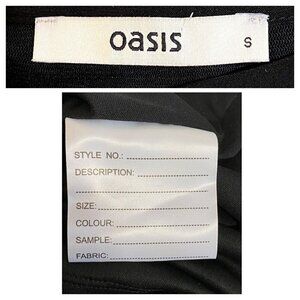 oasis
S
STYLE NO.:
DESCRIPTION:
SIZE:
COLOUR:
SAMPLE:
FABRIC: